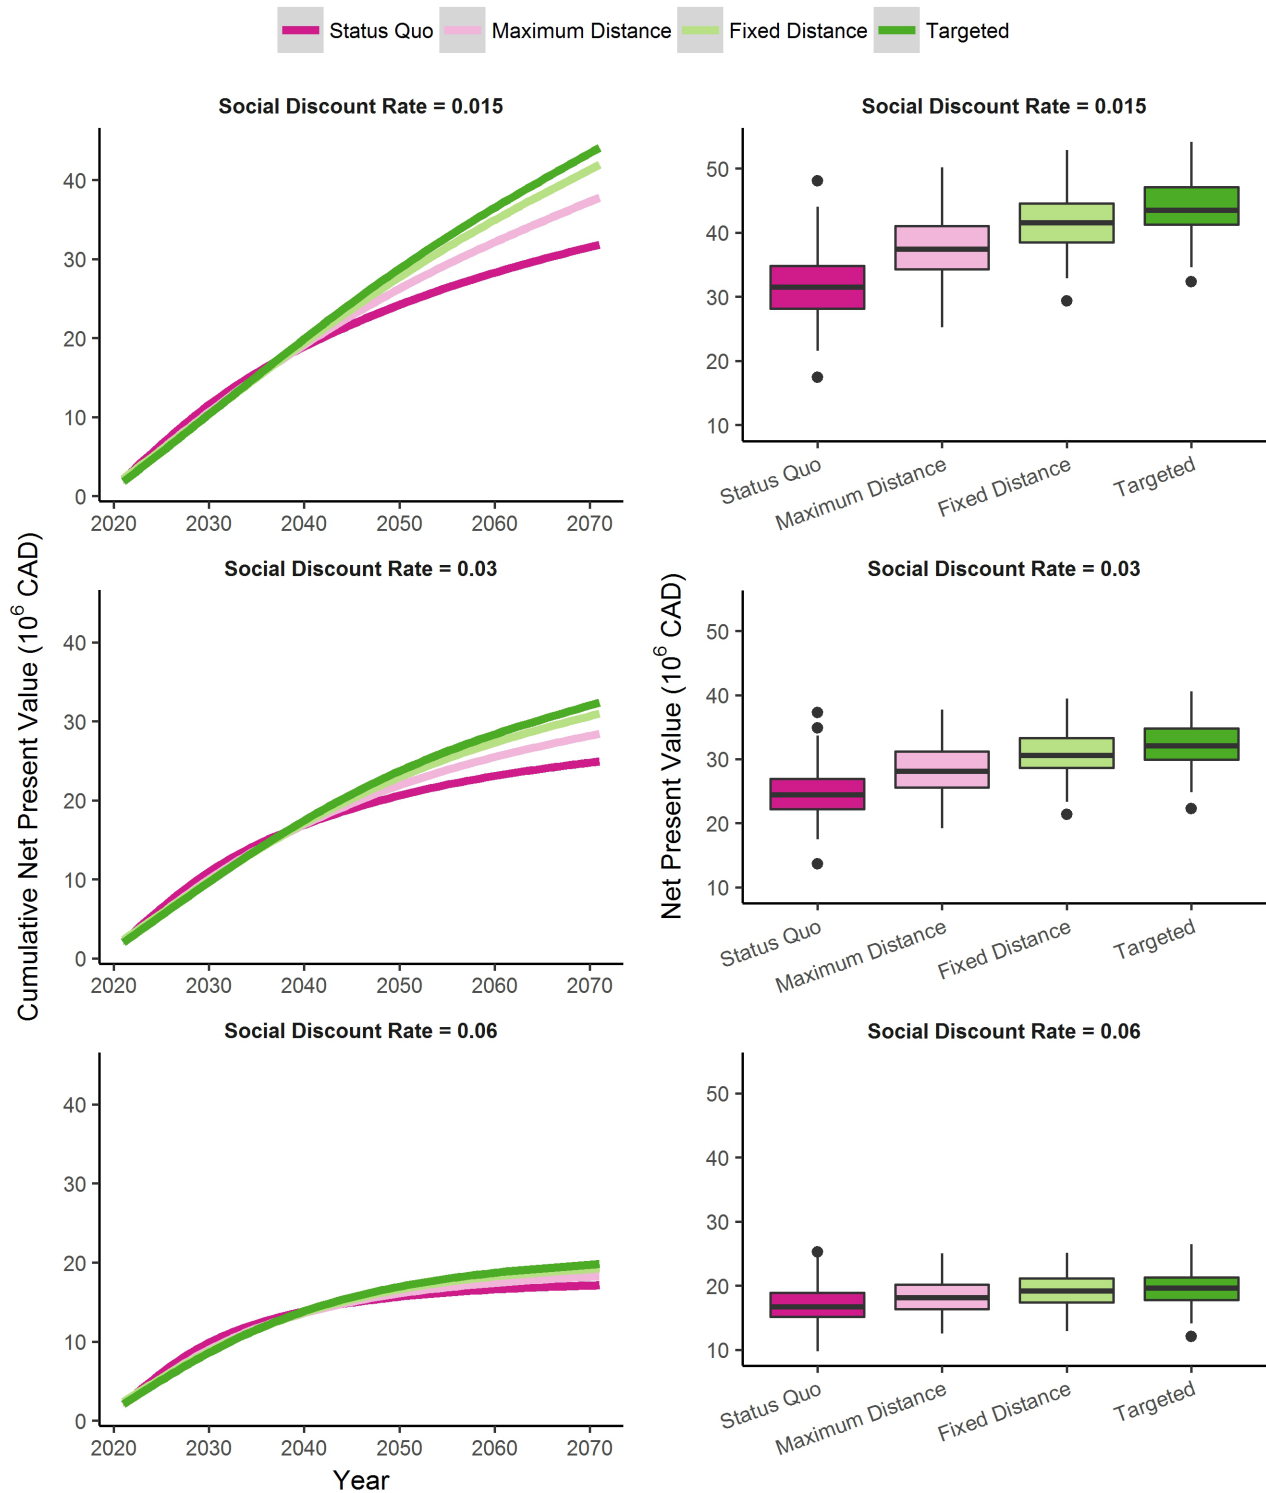 Status Quo Maximum Distance Fixed Distance Targeted
Social Discount Rate = 0.015
40
30
20
10
0
2020 2030 2040 2050 2060 2070
Social Discount Rate = 0.015
50
40
30
20
10
Status Quo Maximum Distance Fixed Distance Targeted
Cumulative Net Present Value (10⁶ CAD)
Social Discount Rate = 0.03
40
30
20
10
0
2020 2030 2040 2050 2060 2070
Net Present Value (10⁶ CAD)
Social Discount Rate = 0.03
50
40
30
20
10
Status Quo Maximum Distance Fixed Distance Targeted
Social Discount Rate = 0.06
40
30
20
10
0
2020 2030 2040 2050 2060 2070
Year
Social Discount Rate = 0.06
50
40
30
20
10
Status Quo Maximum Distance Fixed Distance Targeted